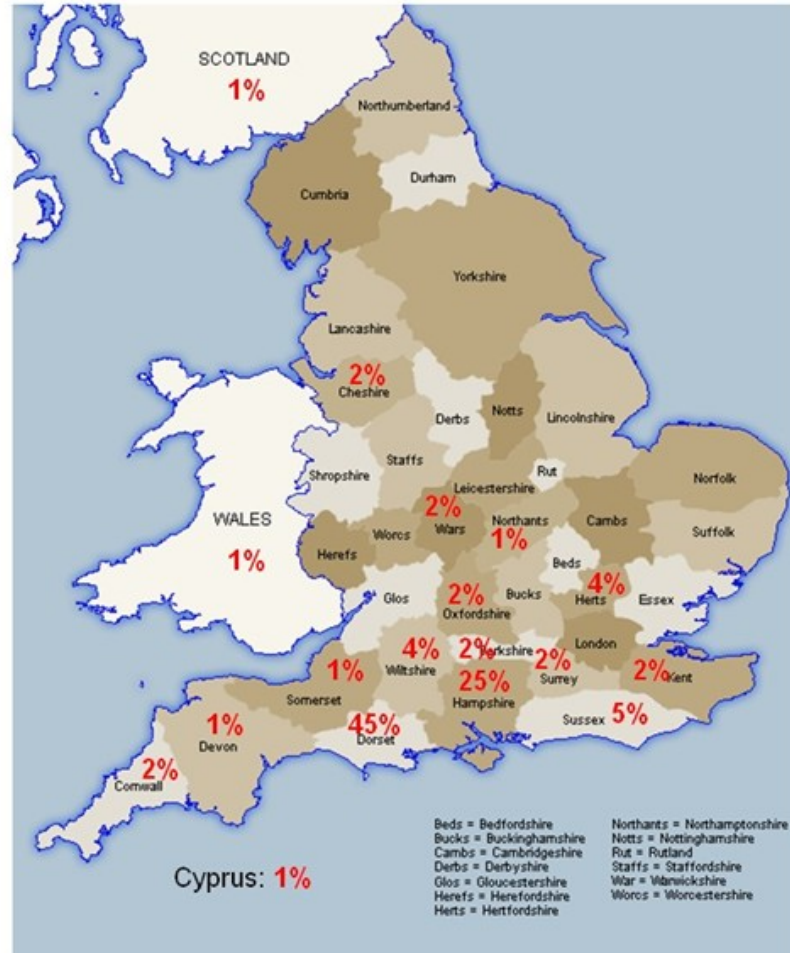 SCOTLAND
1%
Northumberland
Durham
Cumbria
Yorkshire
Lancashire
2%
Cheshire
Derbs
Notts
Lincolnshire
Staffs
Shropshire
Rut
Leicestershire
Norfolk
2%
Wars
Northants
1%
Cambs
Suffolk
WALES
1%
Herefs
Worcs
Beds
4%
Herts
Essex
Glos
2%
Oxfordshire
Bucks
London
4%
Wiltshire
2%
2%
Surrey
2%
Kent
1%
Somerset
25%
Hampshire
45%
Dorset
Sussex 5%
1%
Devon
2%
Cornwall
Cyprus: 1%
Beds = Bedfordshire
Bucks = Buckinghamshire
Cambs = Cambridgeshire
Derbs = Derbyshire
Glos = Gloucestershire
Herefs = Herefordshire
Herts = Hertfordshire
Northants = Northamptonshire
Notts = Nottinghamshire
Rut = Rutland
Staffs = Staffordshire
War = Warwickshire
Worcs = Worcestershire